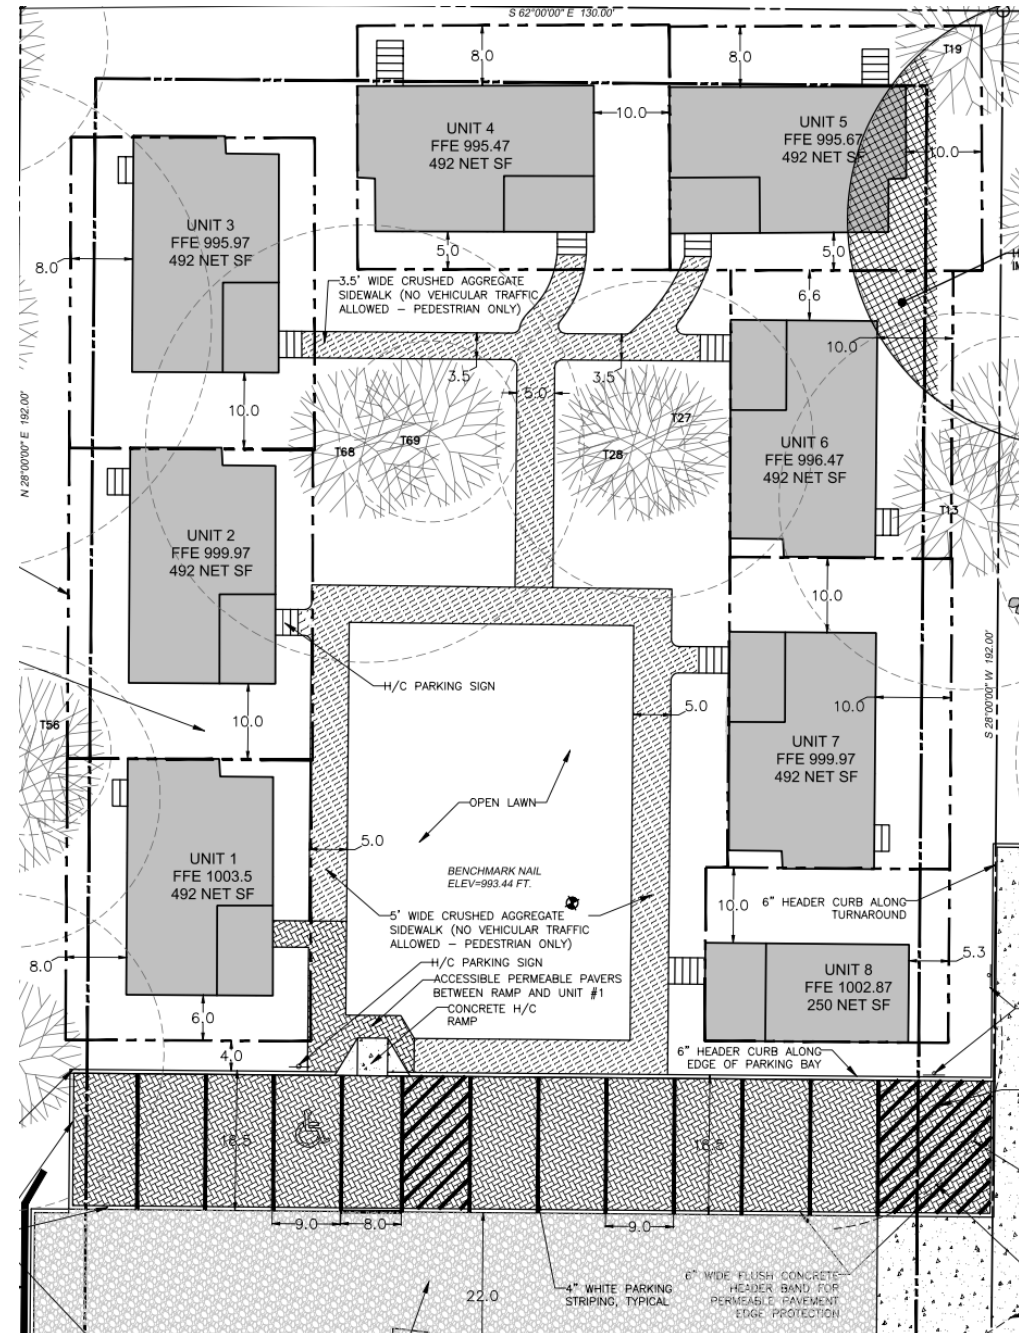 S 62°00'00" E 130.00'
T19
8.0
8.0
UNIT 4
FFE 995.47
492 NET SF
10.0
UNIT 5
FFE 995.67
492 NET SF
10.0
UNIT 3
FFE 995.97
492 NET SF
8.0
5.0
5.0
3.5' WIDE CRUSHED AGGREGATE
SIDEWALK (NO VEHICULAR TRAFFIC
ALLOWED – PEDESTRIAN ONLY)
6.6
10.0
3.5
3.5
5.0
10.0
N 28°00'00" E 192.00'
T68
T69
T27
T28
UNIT 6
FFE 996.47
492 NET SF
T13
UNIT 2
FFE 999.97
492 NET SF
10.0
H/C PARKING SIGN
S 28°00'00" W 192.00'
T56
10.0
5.0
10.0
UNIT 7
FFE 999.97
492 NET SF
OPEN LAWN
UNIT 1
FFE 1003.5
492 NET SF
5.0
BENCHMARK NAIL
ELEV=993.44 FT.
10.0
6" HEADER CURB ALONG
TURNAROUND
5' WIDE CRUSHED AGGREGATE
SIDEWALK (NO VEHICULAR TRAFFIC
ALLOWED – PEDESTRIAN ONLY)
8.0
H/C PARKING SIGN
ACCESSIBLE PERMEABLE PAVERS
BETWEEN RAMP AND UNIT #1
CONCRETE H/C
RAMP
5.3
UNIT 8
FFE 1002.87
250 NET SF
6.0
4.0
6" HEADER CURB ALONG
EDGE OF PARKING BAY
18.5
18.5
9.0
8.0
9.0
22.0
4" WHITE PARKING
STRIPING, TYPICAL
6" WIDE FLUSH CONCRETE
HEADER BAND FOR
PERMEABLE PAVEMENT
EDGE PROTECTION